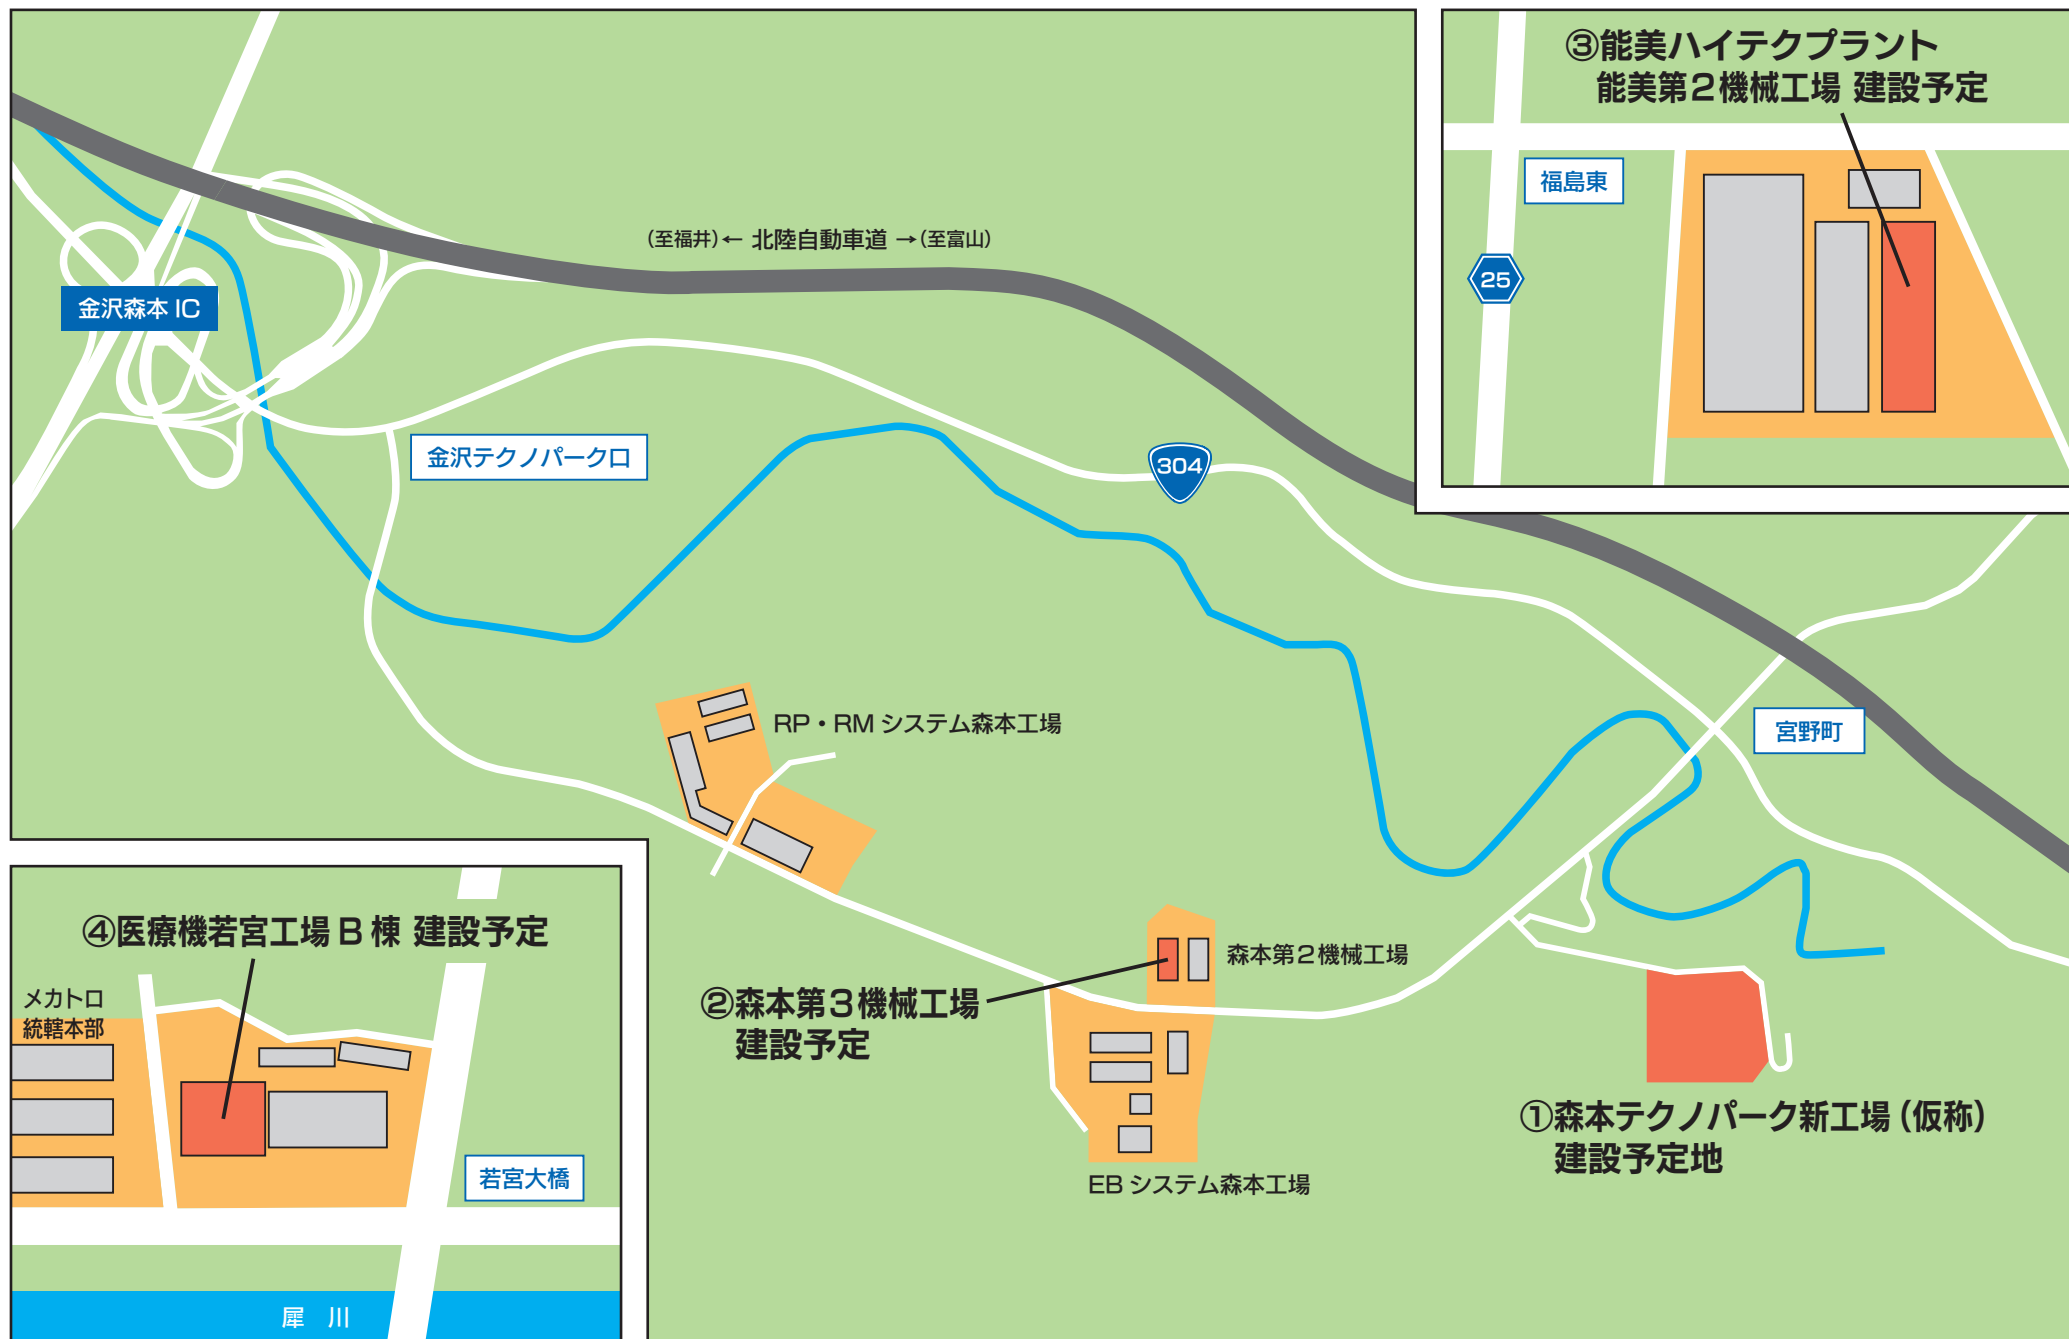 ③能美ハイテクプラント
能美第2機械工場 建設予定
福島東
25
(至福井)← 北陸自動車道 →(至富山)
金沢森本 IC
金沢テクノパーク口
304
RP・RM システム森本工場
宮野町
④医療機若宮工場 B 棟 建設予定
メカトロ
統轄本部
若宮大橋
犀 川
森本第2機械工場
②森本第3機械工場
建設予定
EB システム森本工場
①森本テクノパーク新工場(仮称)
建設予定地